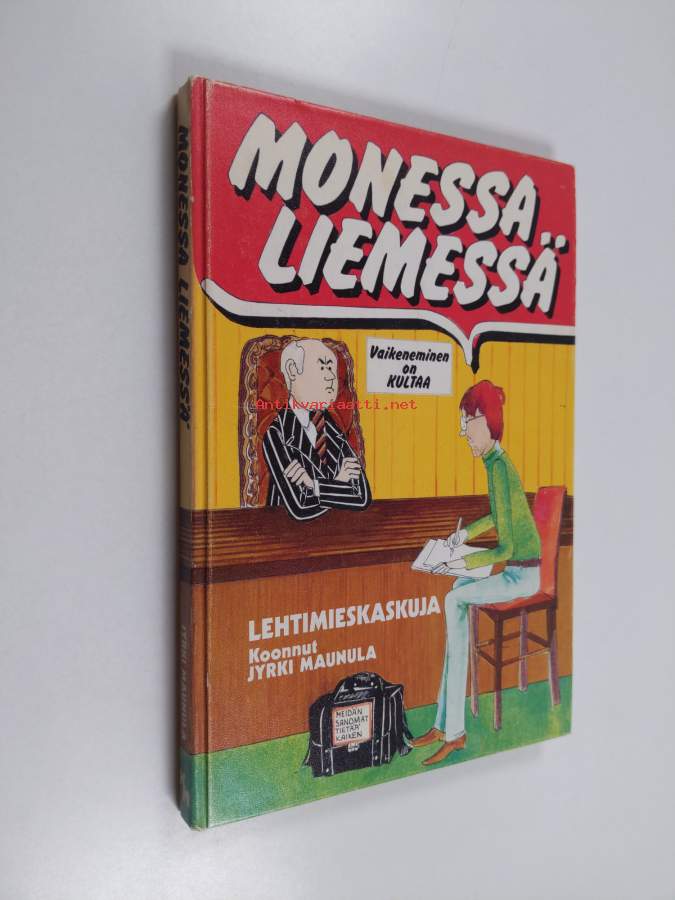 MONESSA LIEMESSÄ
JYRKI MAUNULA
MONESSA
LIEMESSÄ
Vaikeneminen
on
KULTAA
Antikvariaatti.net
LEHTIMIESKASKUJA
Koonnut
JYRKI MAUNULA
MEIDÄN
SANOMAT
TIETÄÄ
KAIKEN